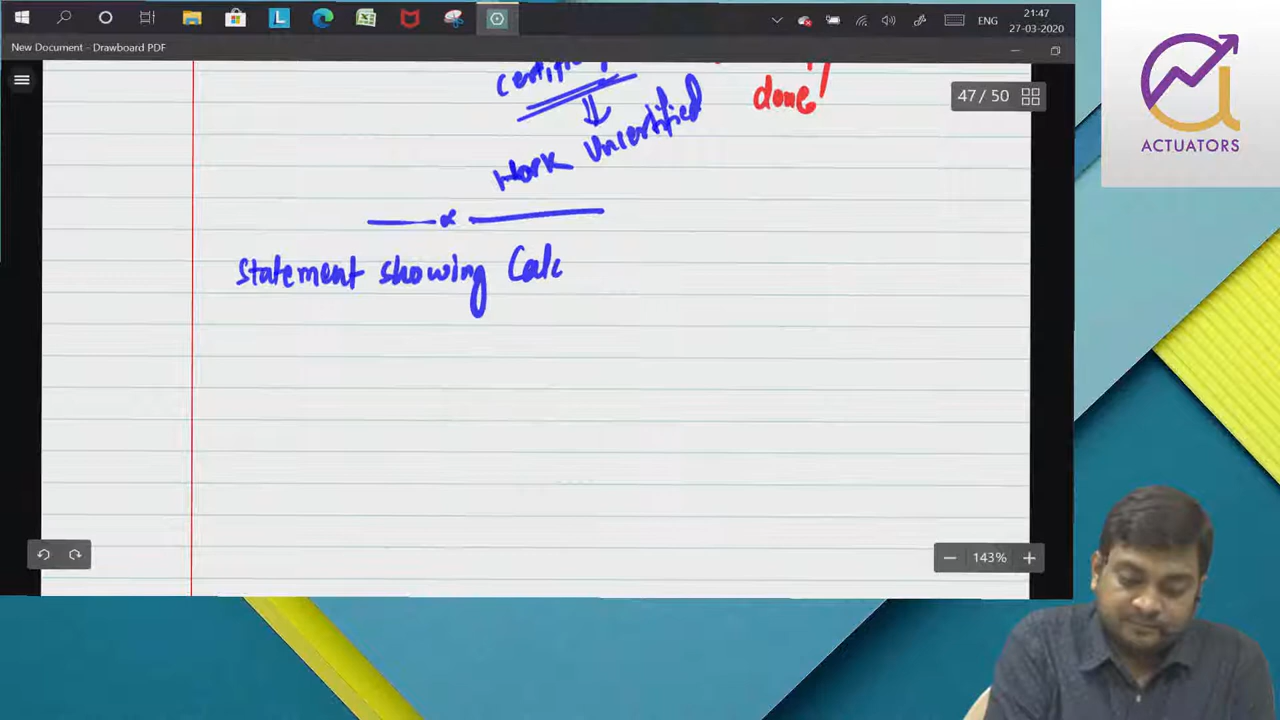 21:47
ENG
27-03-2020
New Document - Drawboard PDF
47 / 50
done!
Work Uncertified
Statement showing Calc
143%
ACTUATORS